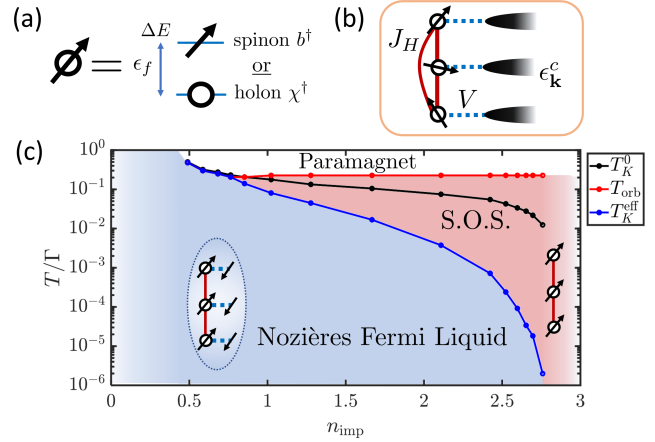 (a)
ΔE
= ϵ_f
spinon b†
or
holon χ†
(b)
J_H
V
ϵ^c_k
(c)
Paramagnet
S.O.S.
Nozières Fermi Liquid
T_K^0
T_orb
T_K^eff
T/Γ
10^0
10^-1
10^-2
10^-3
10^-4
10^-5
10^-6
0 0.5 1 1.5 2 2.5 3
n_imp